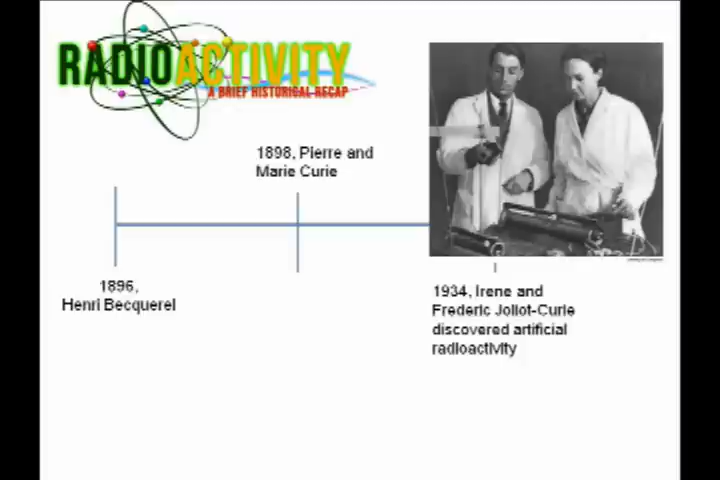 RADIOACTIVITY
A BRIEF HISTORICAL RECAP
1898, Pierre and
Marie Curie
1896,
Henri Becquerel
1934, Irene and
Frederic Joliot-Curie
discovered artificial
radioactivity